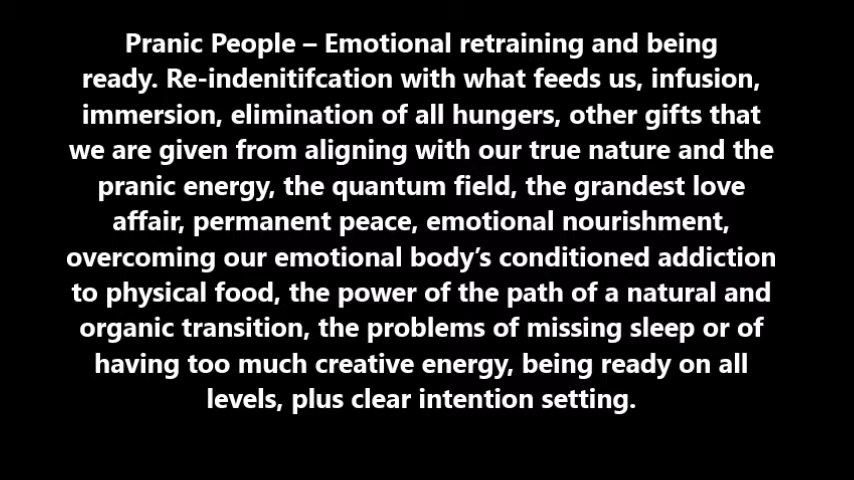 Pranic People – Emotional retraining and being
ready. Re-indenitifcation with what feeds us, infusion,
immersion, elimination of all hungers, other gifts that
we are given from aligning with our true nature and the
pranic energy, the quantum field, the grandest love
affair, permanent peace, emotional nourishment,
overcoming our emotional body’s conditioned addiction
to physical food, the power of the path of a natural and
organic transition, the problems of missing sleep or of
having too much creative energy, being ready on all
levels, plus clear intention setting.